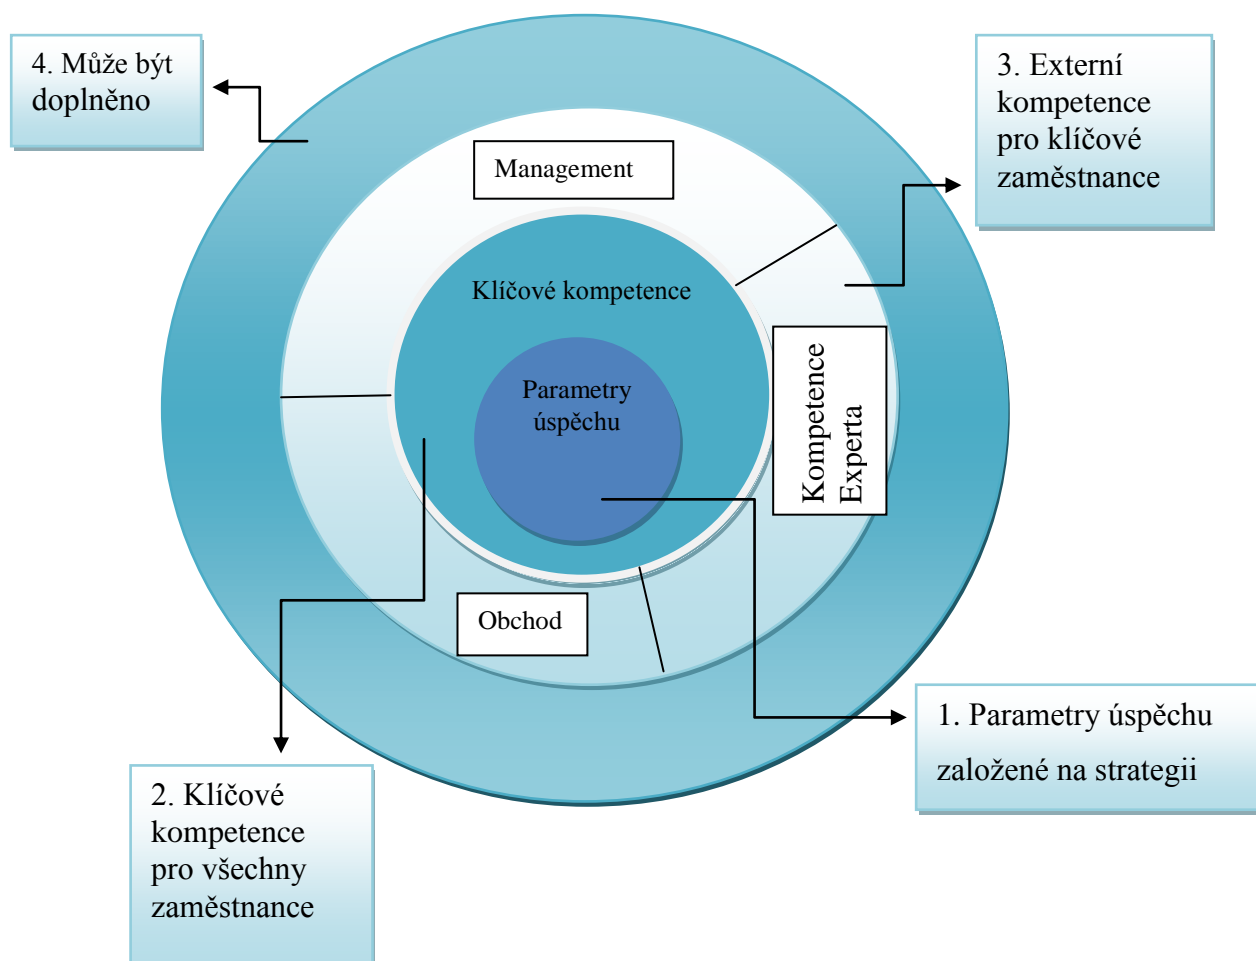 4. Může být
doplněno
3. Externí
kompetence
pro klíčové
zaměstnance
Management
Klíčové kompetence
Parametry
úspěchu
Kompetence
Experta
Obchod
1. Parametry úspěchu
založené na strategii
2. Klíčové
kompetence
pro všechny
zaměstnance